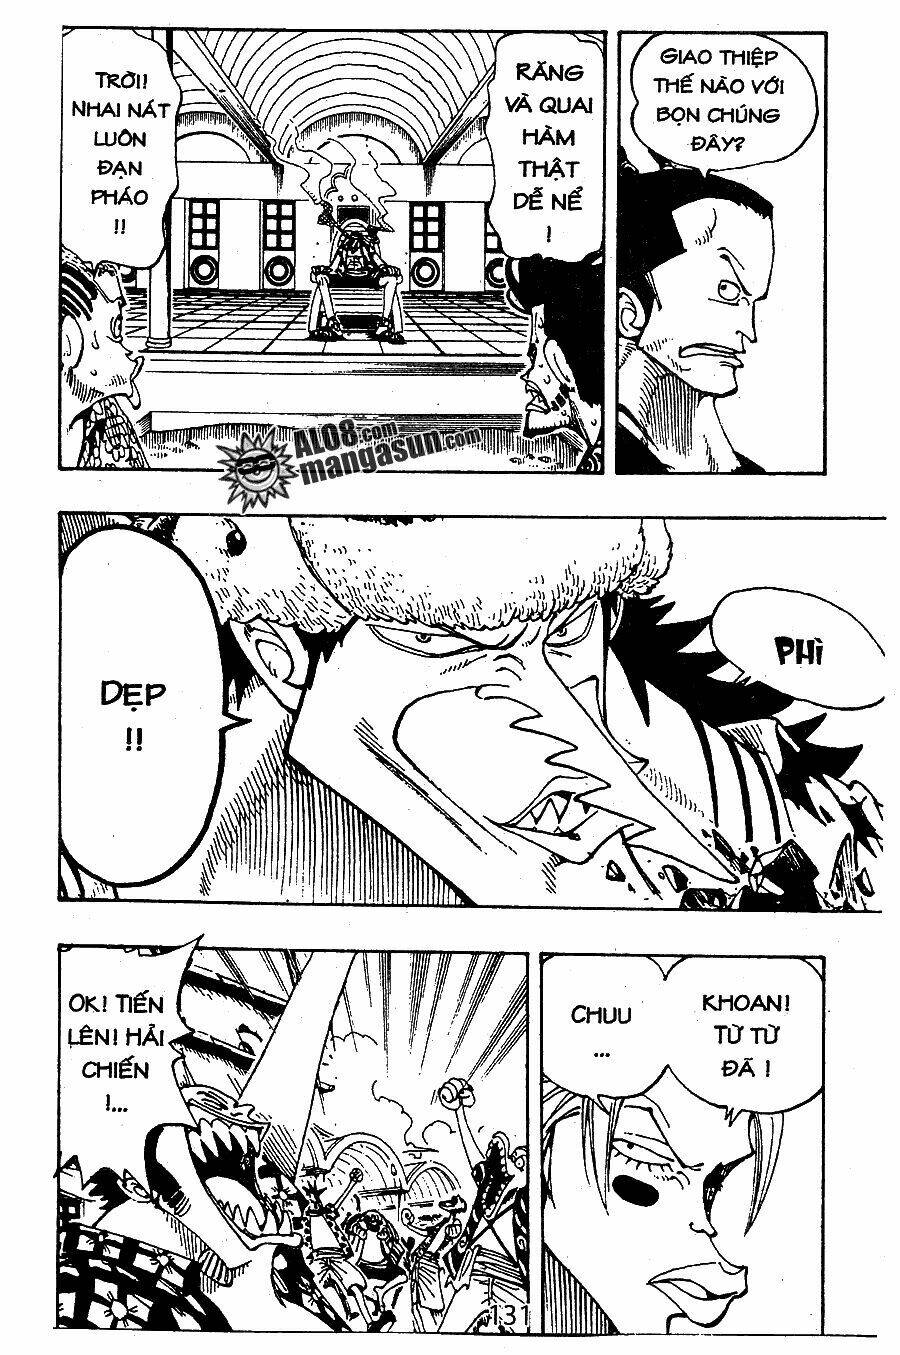 GIAO THIỆP
THẾ NÀO VỚI
BỌN CHÚNG
ĐÂY?
RĂNG
VÀ QUAI
HÀM
THẬT
DỄ NỂ
!
TRỜI!
NHAI NÁT
LUÔN
ĐẠN
PHÁO
!!
ALO8.com
mangasun.com
PHÌ
DẸP
!!
KHOAN!
TỪ TỪ
ĐÃ !
CHUU
...
OK! TIẾN
LÊN! HẢI
CHIẾN
!...
131